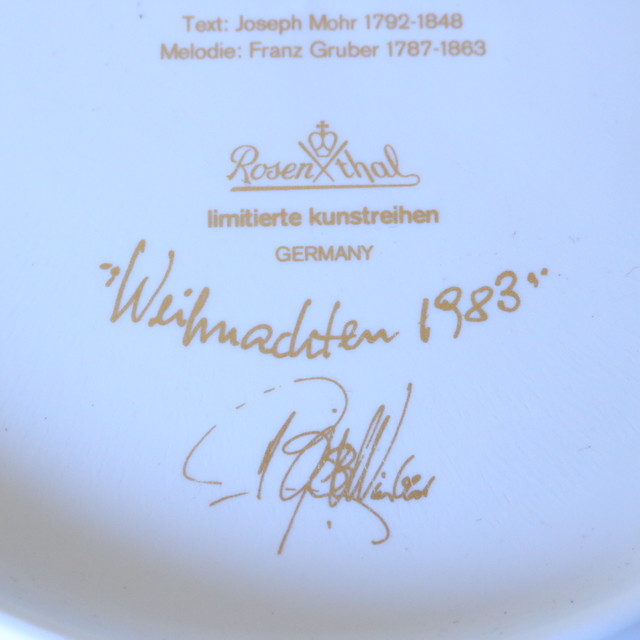 Text: Joseph Mohr 1792-1848
Melodie: Franz Gruber 1787-1863
Rosenthal
limitierte kunstreihen
GERMANY
"Weihnachten 1983"